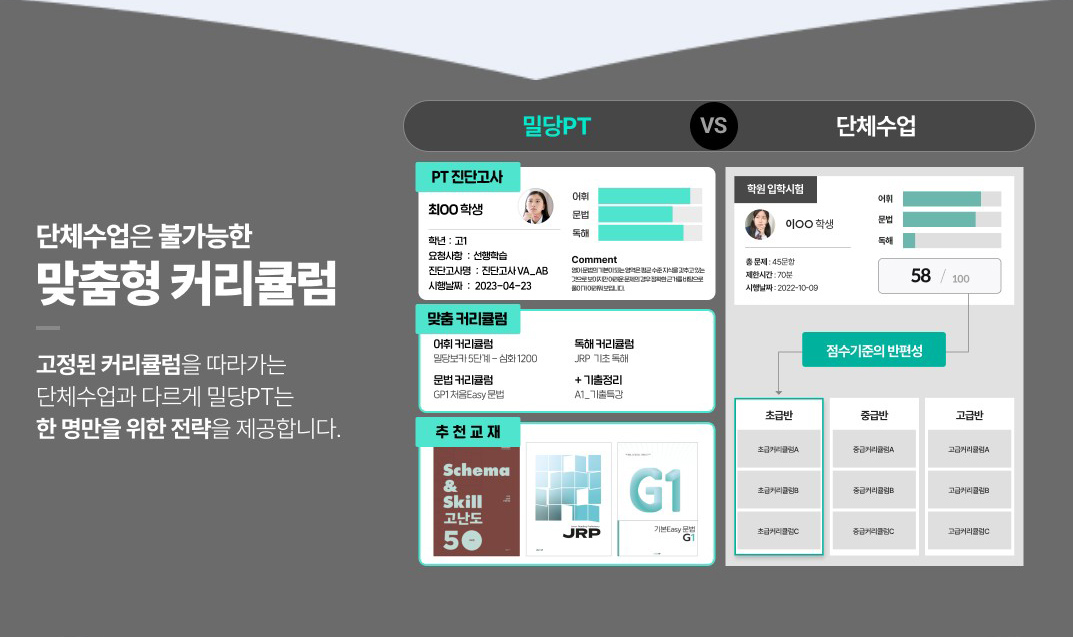 단체수업은 불가능한
맞춤형 커리큘럼
고정된 커리큘럼을 따라가는
단체수업과 다르게 밀당PT는
한 명만을 위한 전략을 제공합니다.
밀당PT
VS
단체수업
PT 진단고사
최OO 학생
학년 : 고1
요청사항 : 선행학습
진단고사명 : 진단고사 VA_AB
시행날짜 : 2023-04-23
어휘
문법
독해
Comment
맞춤 커리큘럼
어휘 커리큘럼
밀당보카 5단계 – 심화 1200
독해 커리큘럼
JRP 기초 독해
문법 커리큘럼
GP1 처음Easy 문법
+ 기출정리
A1_기출특강
추 천 교 재
Schema
&
Skill
고난도
50
JRP
G1
기본Easy 문법
G1
학원 입학시험
이OO 학생
총 문제 : 45문항
제한시간 : 70분
시행날짜 : 2022-10-09
어휘
문법
독해
58 / 100
점수기준의 반편성
초급반
초급커리큘럼A
초급커리큘럼B
초급커리큘럼C
중급반
중급커리큘럼A
중급커리큘럼B
중급커리큘럼C
고급반
고급커리큘럼A
고급커리큘럼B
고급커리큘럼C